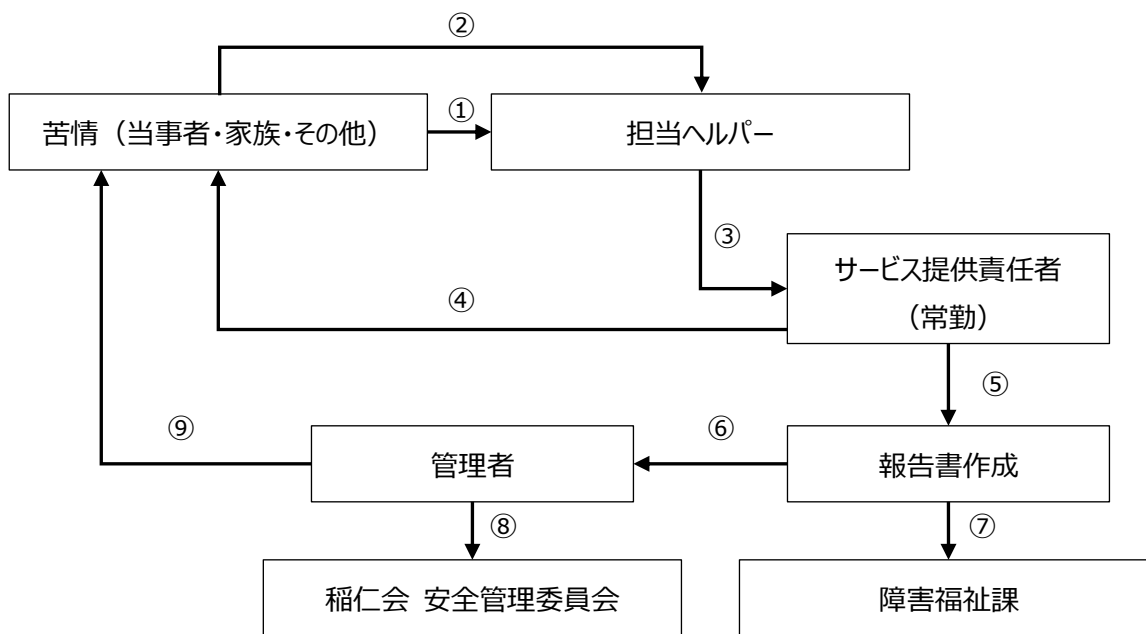 ②
①
苦情（当事者・家族・その他）
担当ヘルパー
③
サービス提供責任者
（常勤）
④
⑤
⑨
管理者
⑥
報告書作成
⑧
⑦
稲仁会 安全管理委員会
障害福祉課